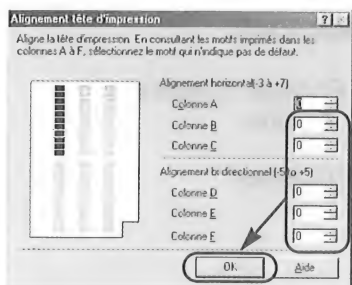 Alignement tête d'impression
Aligne la tête d'impression. En consultant les motifs imprimés dans les
colonnes A à F, sélectionnez le motif qui n'indique pas de défaut.
Alignement horizontal(-3 à +7)
Colonne A
Colonne B 0
Colonne C 0
Alignement bidirectionnel (-5 to +5)
Colonne D 0
Colonne E 0
Colonne F 0
OK Aide